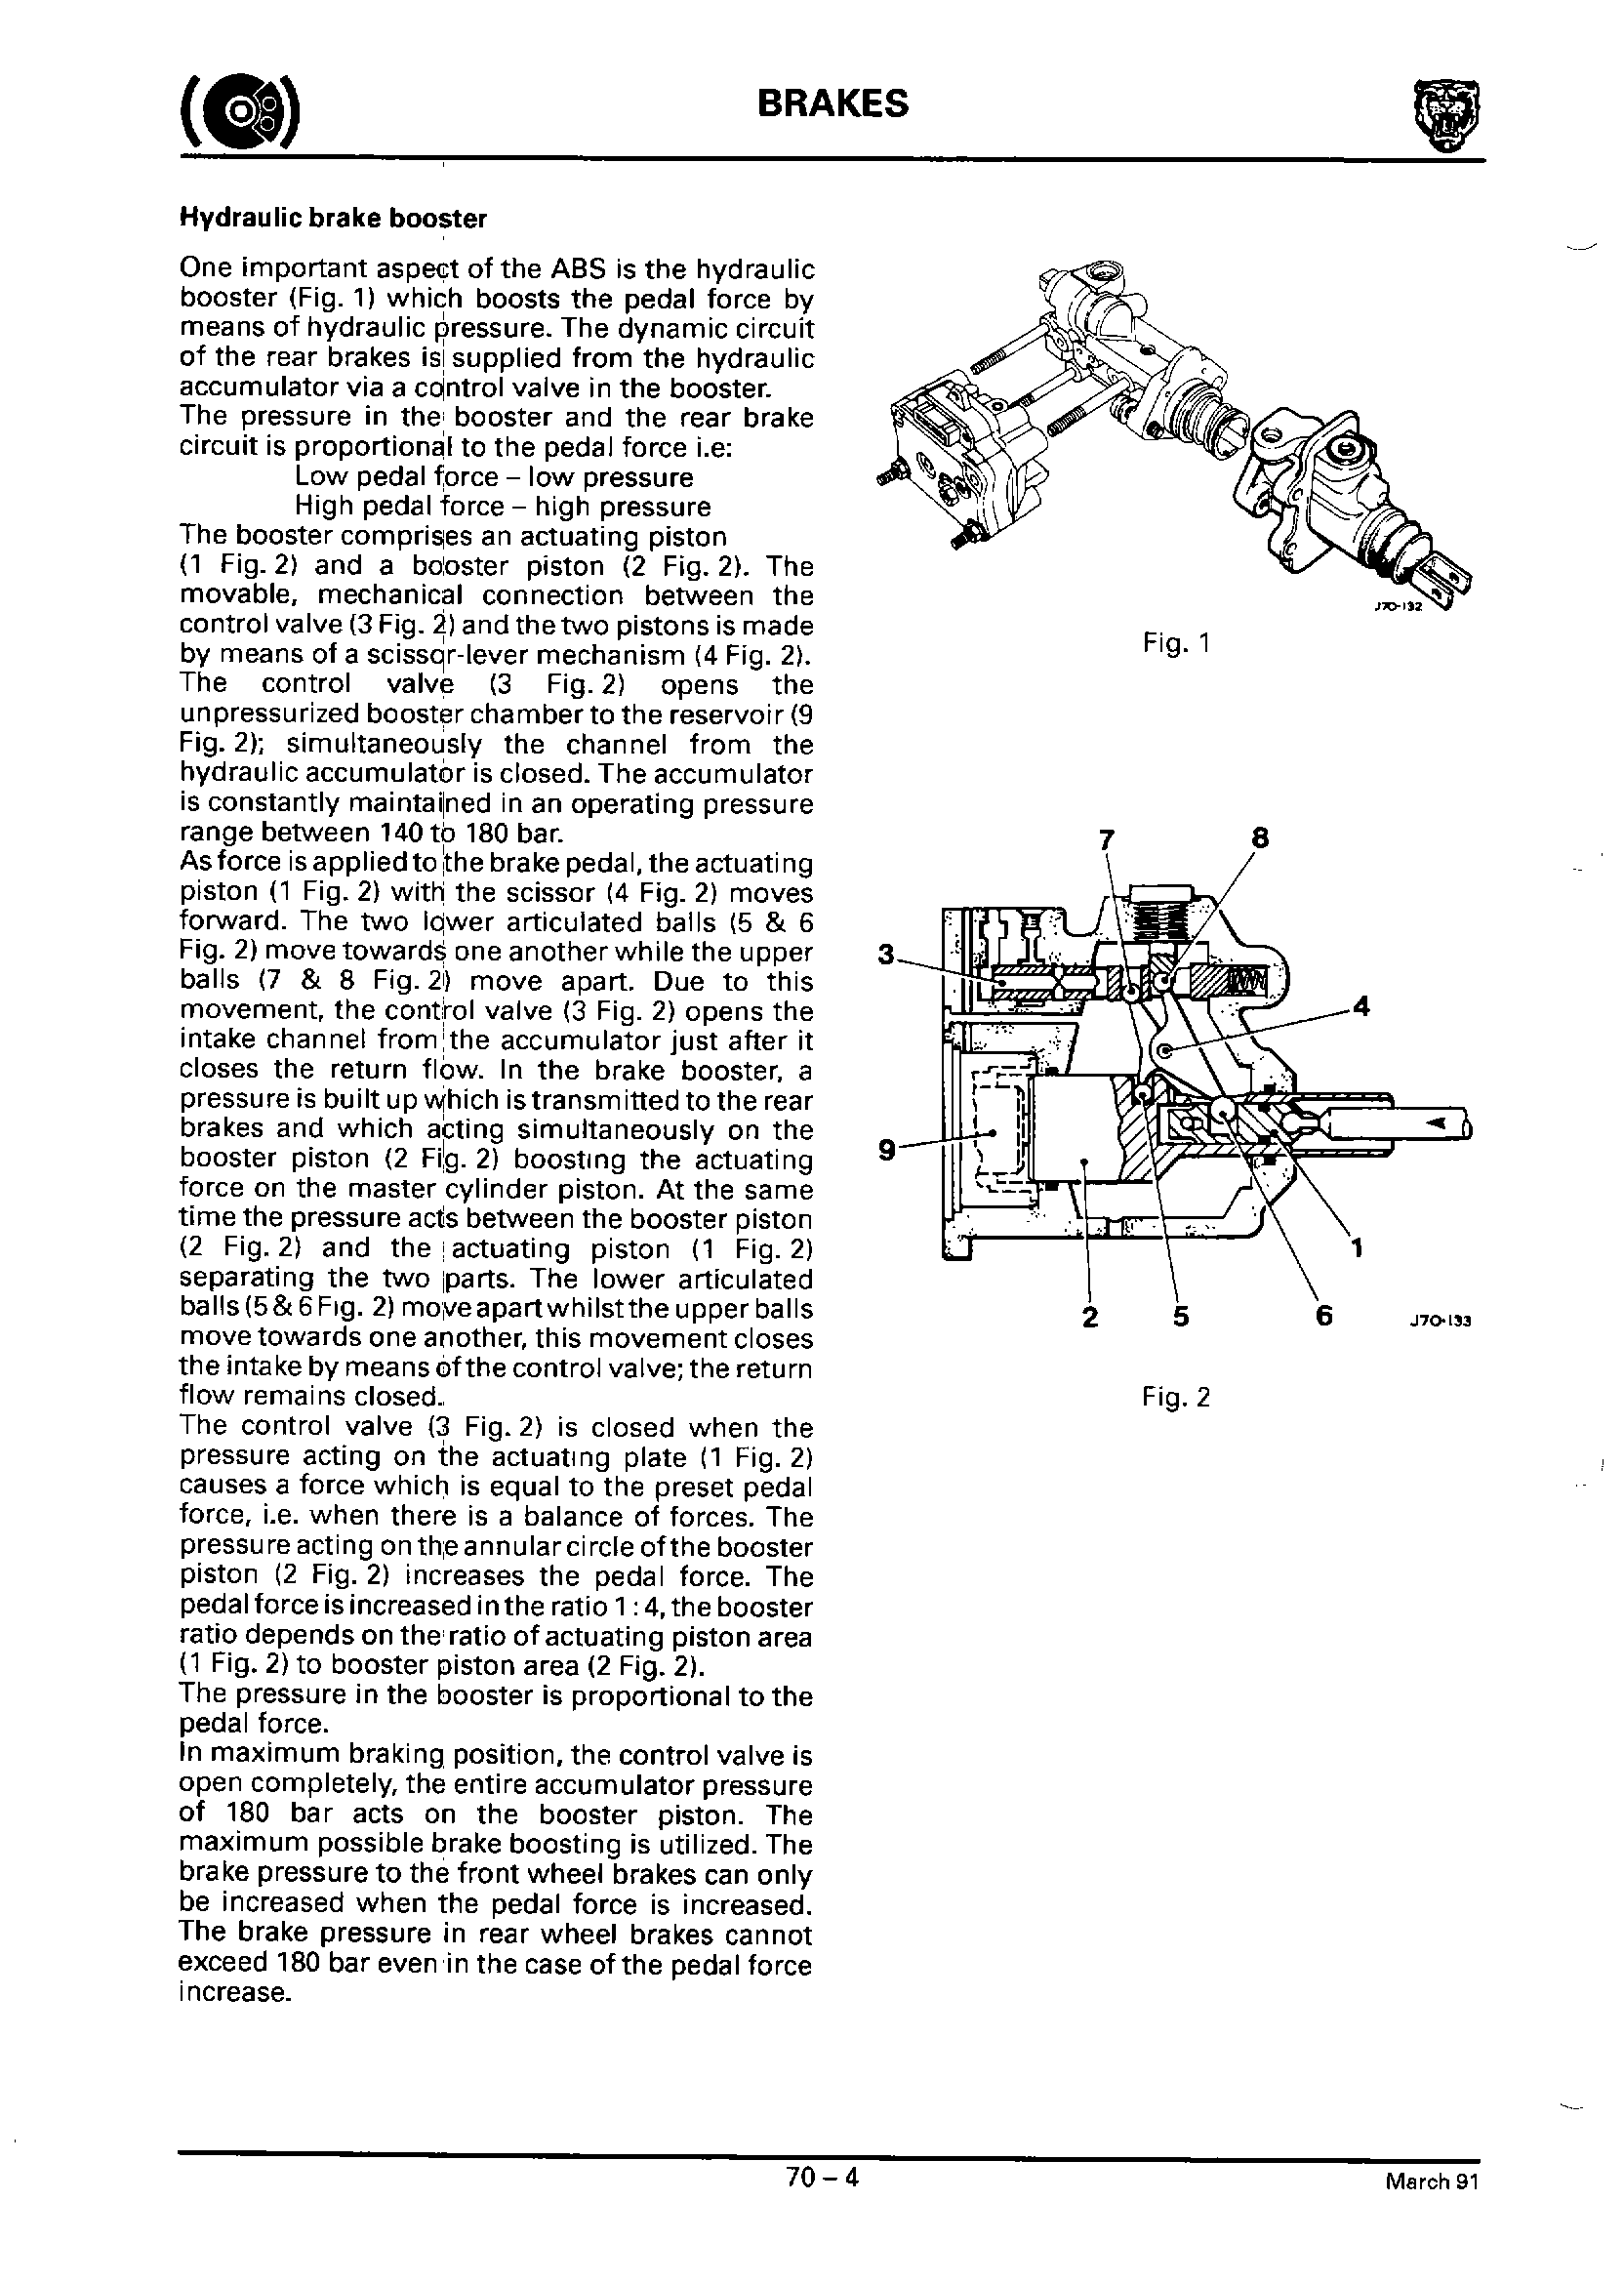 BRAKES
Hydraulic brake booster
One important aspect of the ABS is the hydraulic
booster (Fig. 1) which boosts the pedal force by
means of hydraulic pressure. The dynamic circuit
of the rear brakes is supplied from the hydraulic
accumulator via a control valve in the booster.
The pressure in the booster and the rear brake
circuit is proportional to the pedal force i.e:
Low pedal force – low pressure
High pedal force – high pressure
The booster comprises an actuating piston
(1 Fig. 2) and a booster piston (2 Fig. 2). The
movable, mechanical connection between the
control valve (3 Fig. 2) and the two pistons is made
by means of a scissor-lever mechanism (4 Fig. 2).
The control valve (3 Fig. 2) opens the
unpressurized booster chamber to the reservoir (9
Fig. 2); simultaneously the channel from the
hydraulic accumulator is closed. The accumulator
is constantly maintained in an operating pressure
range between 140 to 180 bar.
As force is applied to the brake pedal, the actuating
piston (1 Fig. 2) with the scissor (4 Fig. 2) moves
forward. The two lower articulated balls (5 & 6
Fig. 2) move towards one another while the upper
balls (7 & 8 Fig. 2) move apart. Due to this
movement, the control valve (3 Fig. 2) opens the
intake channel from the accumulator just after it
closes the return flow. In the brake booster, a
pressure is built up which is transmitted to the rear
brakes and which acting simultaneously on the
booster piston (2 Fig. 2) boosting the actuating
force on the master cylinder piston. At the same
time the pressure acts between the booster piston
(2 Fig. 2) and the actuating piston (1 Fig. 2)
separating the two parts. The lower articulated
balls (5 & 6 Fig. 2) move apart whilst the upper balls
move towards one another, this movement closes
the intake by means of the control valve; the return
flow remains closed.
The control valve (3 Fig. 2) is closed when the
pressure acting on the actuating plate (1 Fig. 2)
causes a force which is equal to the preset pedal
force, i.e. when there is a balance of forces. The
pressure acting on the annular circle of the booster
piston (2 Fig. 2) increases the pedal force. The
pedal force is increased in the ratio 1 : 4, the booster
ratio depends on the ratio of actuating piston area
(1 Fig. 2) to booster piston area (2 Fig. 2).
The pressure in the booster is proportional to the
pedal force.
In maximum braking position, the control valve is
open completely, the entire accumulator pressure
of 180 bar acts on the booster piston. The
maximum possible brake boosting is utilized. The
brake pressure to the front wheel brakes can only
be increased when the pedal force is increased.
The brake pressure in rear wheel brakes cannot
exceed 180 bar even in the case of the pedal force
increase.
J70-132
Fig. 1
7 8
3
4
9
1
2 5 6
J70-133
Fig. 2
70 – 4
March 91